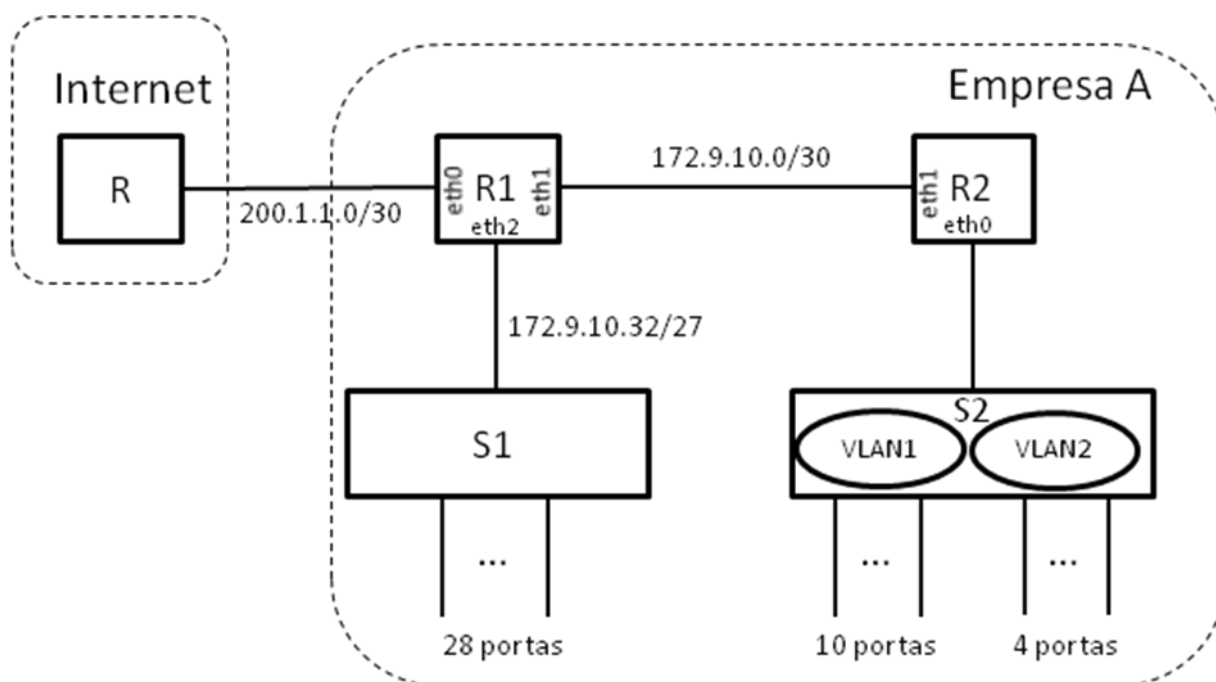 Internet
Empresa A
R
200.1.1.0/30
eth0
R1
eth1
eth2
172.9.10.0/30
eth1
R2
eth0
172.9.10.32/27
S1
S2
VLAN1
VLAN2
...
...
...
28 portas
10 portas
4 portas